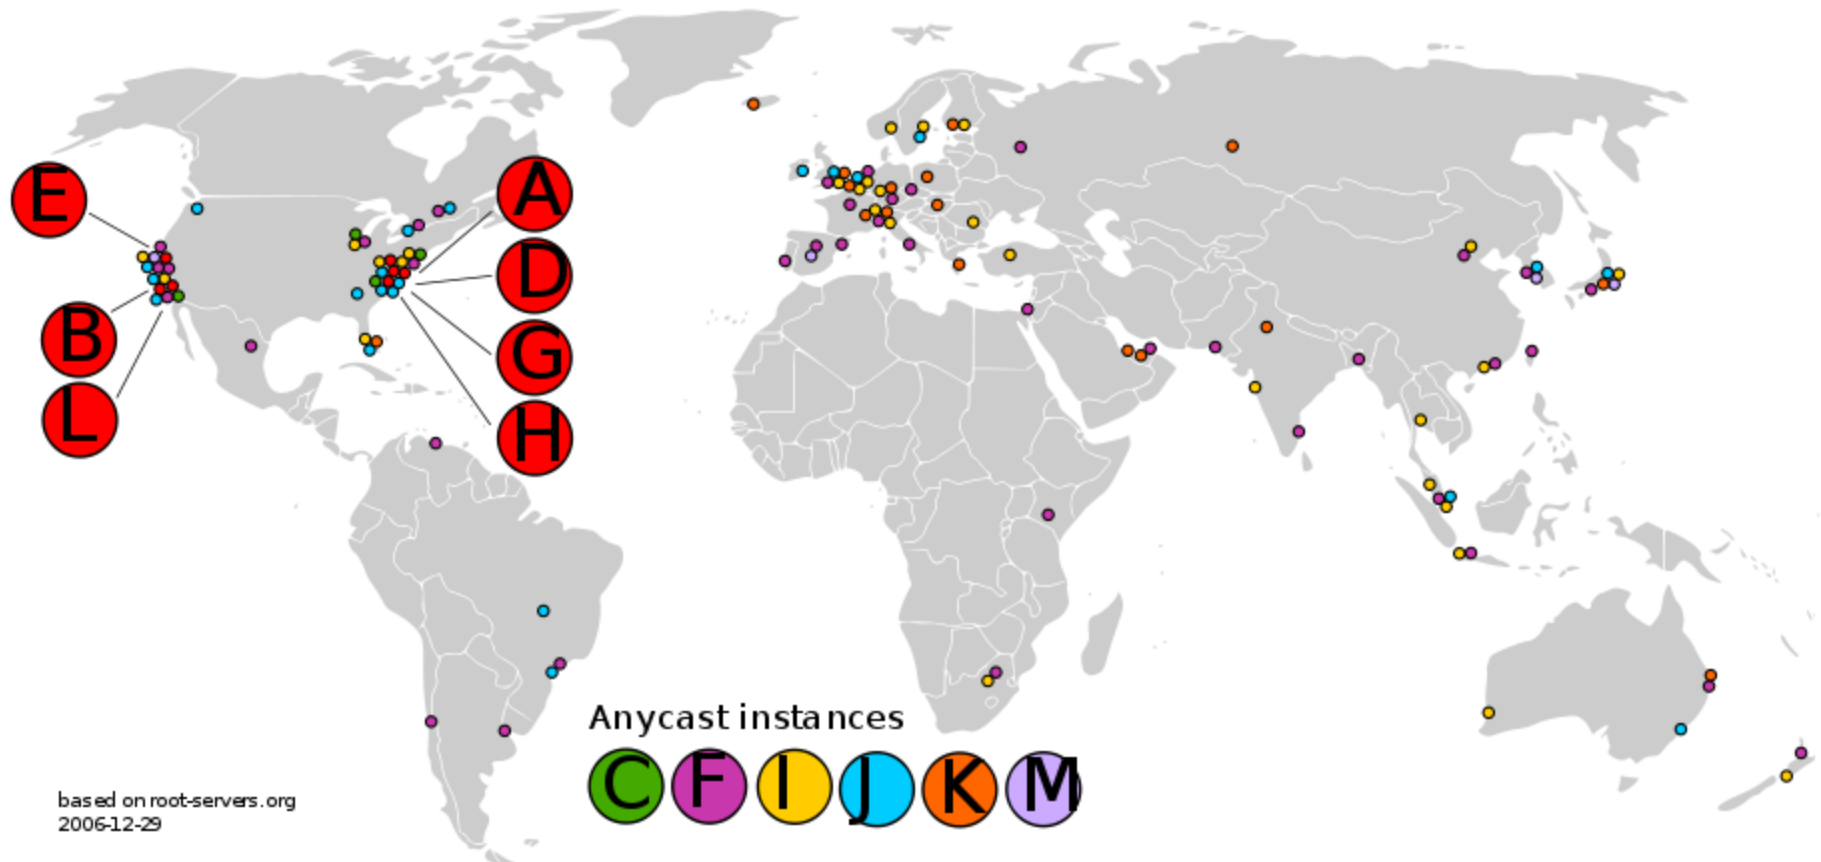 E
A
D
B
G
L
H
Anycast instances
C F I J K M
based on root-servers.org
2006-12-29